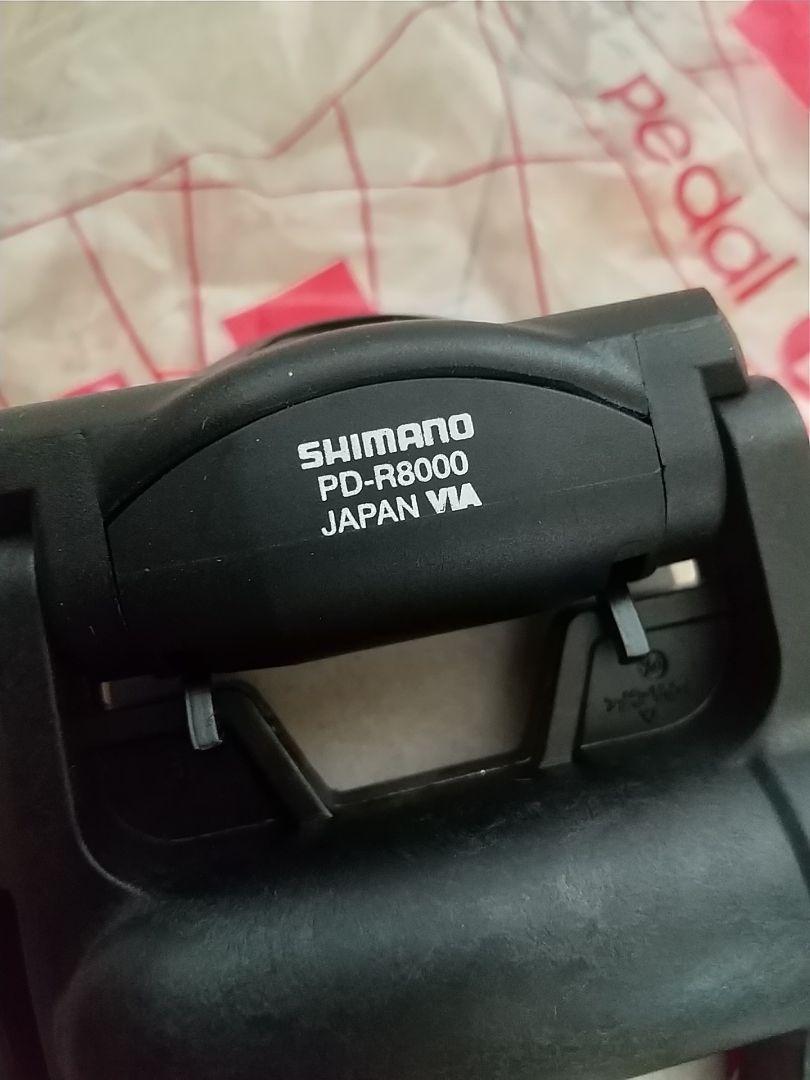 pedal
SHIMANO
PD-R8000
JAPAN VIA